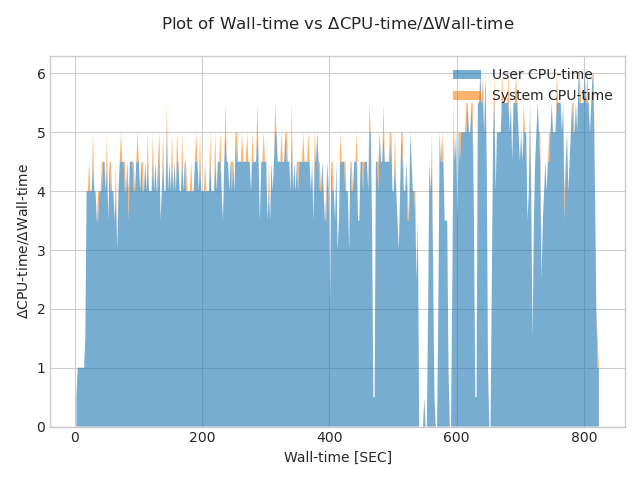 Plot of Wall-time vs ΔCPU-time/ΔWall-time
User CPU-time
System CPU-time
ΔCPU-time/ΔWall-time
6
5
4
3
2
1
0
0 200 400 600 800
Wall-time [SEC]